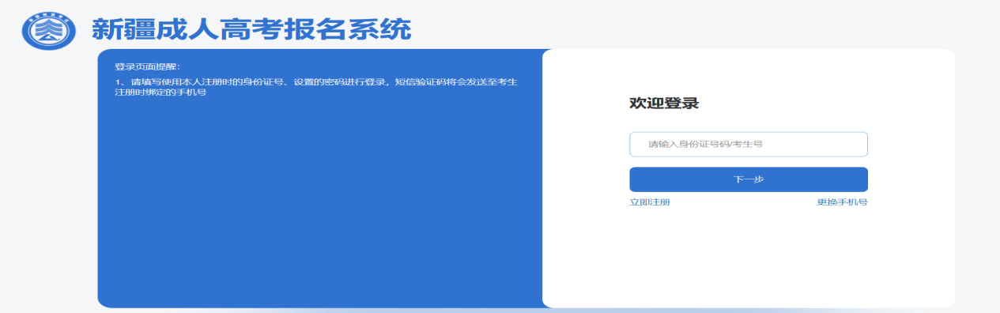 新疆成人高考报名系统
登录页面提醒：
1、请填写使用本人注册时的身份证号、设置的密码进行登录，短信验证码将会发送至考生
注册时绑定的手机号
欢迎登录
请输入身份证号码/考生号
下一步
立即注册
更换手机号